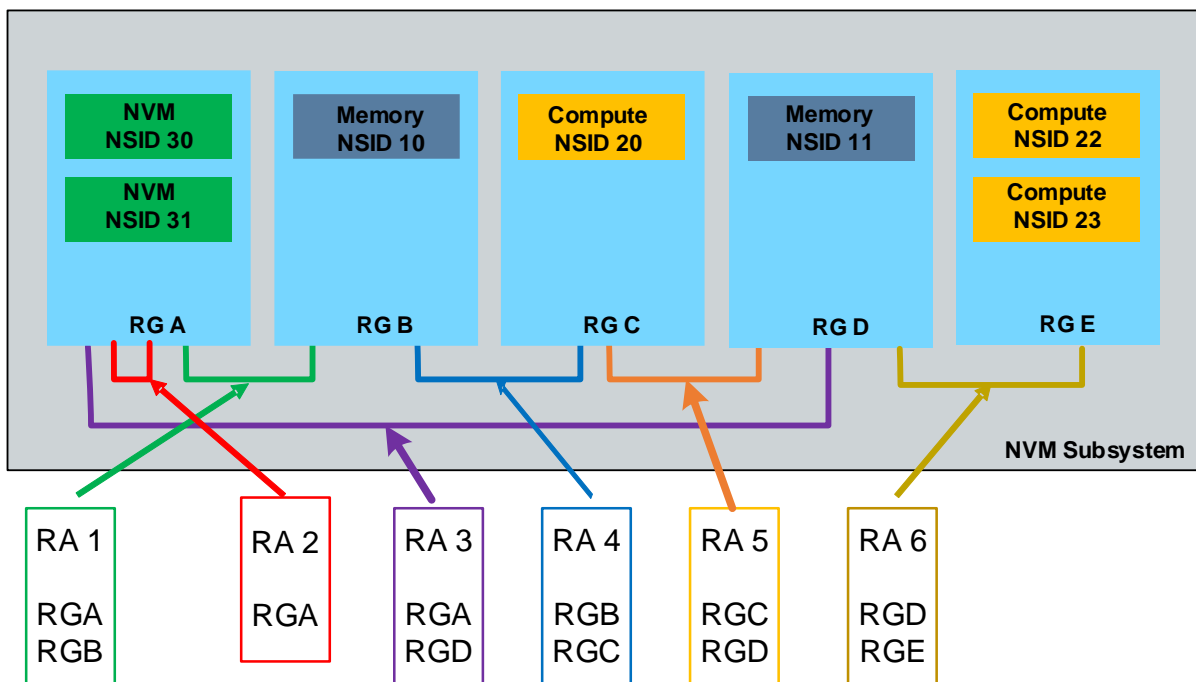 NVM
NSID 30
NVM
NSID 31
RG A
Memory
NSID 10
RG B
Compute
NSID 20
RG C
Memory
NSID 11
RG D
Compute
NSID 22
Compute
NSID 23
RG E
NVM Subsystem
RA 1
RGA
RGB
RA 2
RGA
RA 3
RGA
RGD
RA 4
RGB
RGC
RA 5
RGC
RGD
RA 6
RGD
RGE